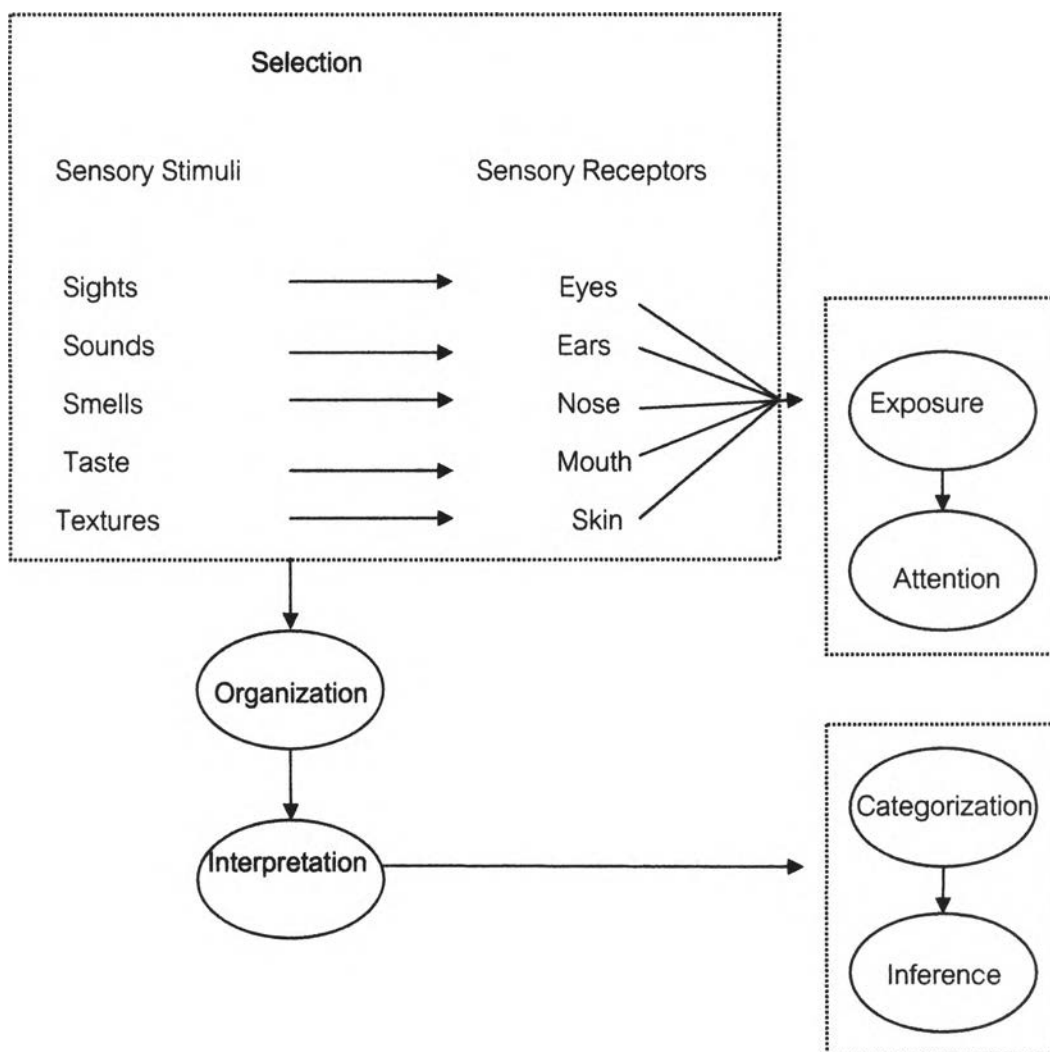 Selection
Sensory Stimuli Sensory Receptors
Sights Eyes
Sounds Ears
Smells Nose
Taste Mouth
Textures Skin
Exposure
Attention
Organization
Interpretation
Categorization
Inference